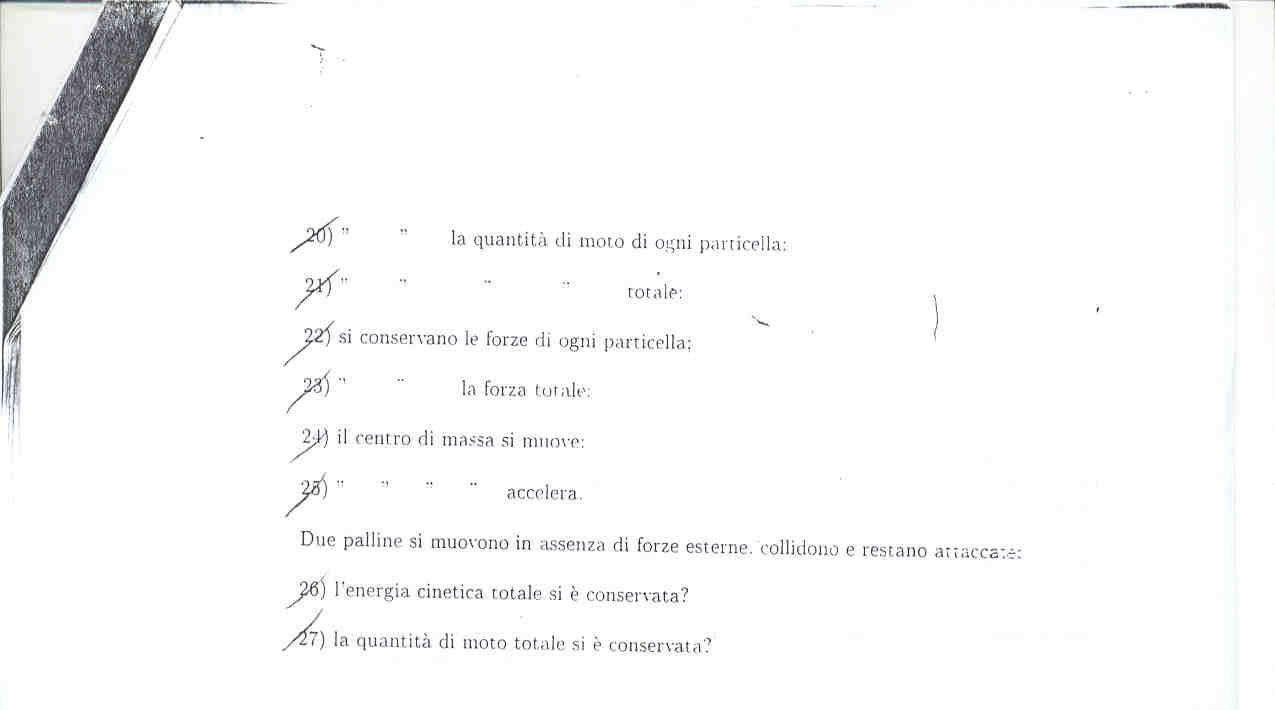 20) " " la quantità di moto di ogni particella;
21) " " " " totale;
22) si conservano le forze di ogni particella;
23) " " la forza totale;
24) il centro di massa si muove;
25) " " " " accelera.
Due palline si muovono in assenza di forze esterne, collidono e restano attaccate:
26) l'energia cinetica totale si è conservata?
27) la quantità di moto totale si è conservata?